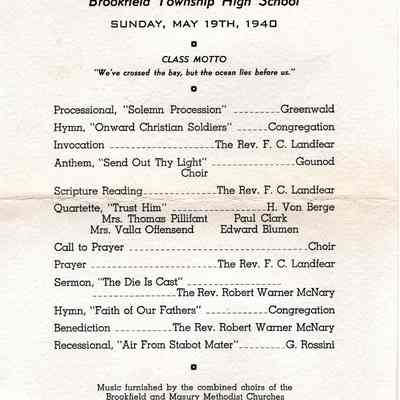 Brookfield Township High School
SUNDAY, MAY 19TH, 1940
CLASS MOTTO
"We've crossed the bay, but the ocean lies before us."
Processional, "Solemn Procession" Greenwald
Hymn, "Onward Christian Soldiers" Congregation
Invocation The Rev. F. C. Landfear
Anthem, "Send Out Thy Light" Gounod
Choir
Scripture Reading The Rev. F. C. Landfear
Quartette, "Trust Him" H. Von Berge
Mrs. Thomas Pillifant Paul Clark
Mrs. Valla Offensend Edward Blumen
Call to Prayer Choir
Prayer The Rev. F. C. Landfear
Sermon, "The Die Is Cast"
The Rev. Robert Warner McNary
Hymn, "Faith of Our Fathers" Congregation
Benediction The Rev. Robert Warner McNary
Recessional, "Air From Stabot Mater" G. Rossini
Music furnished by the combined choirs of the
Brookfield and Masury Methodist Churches